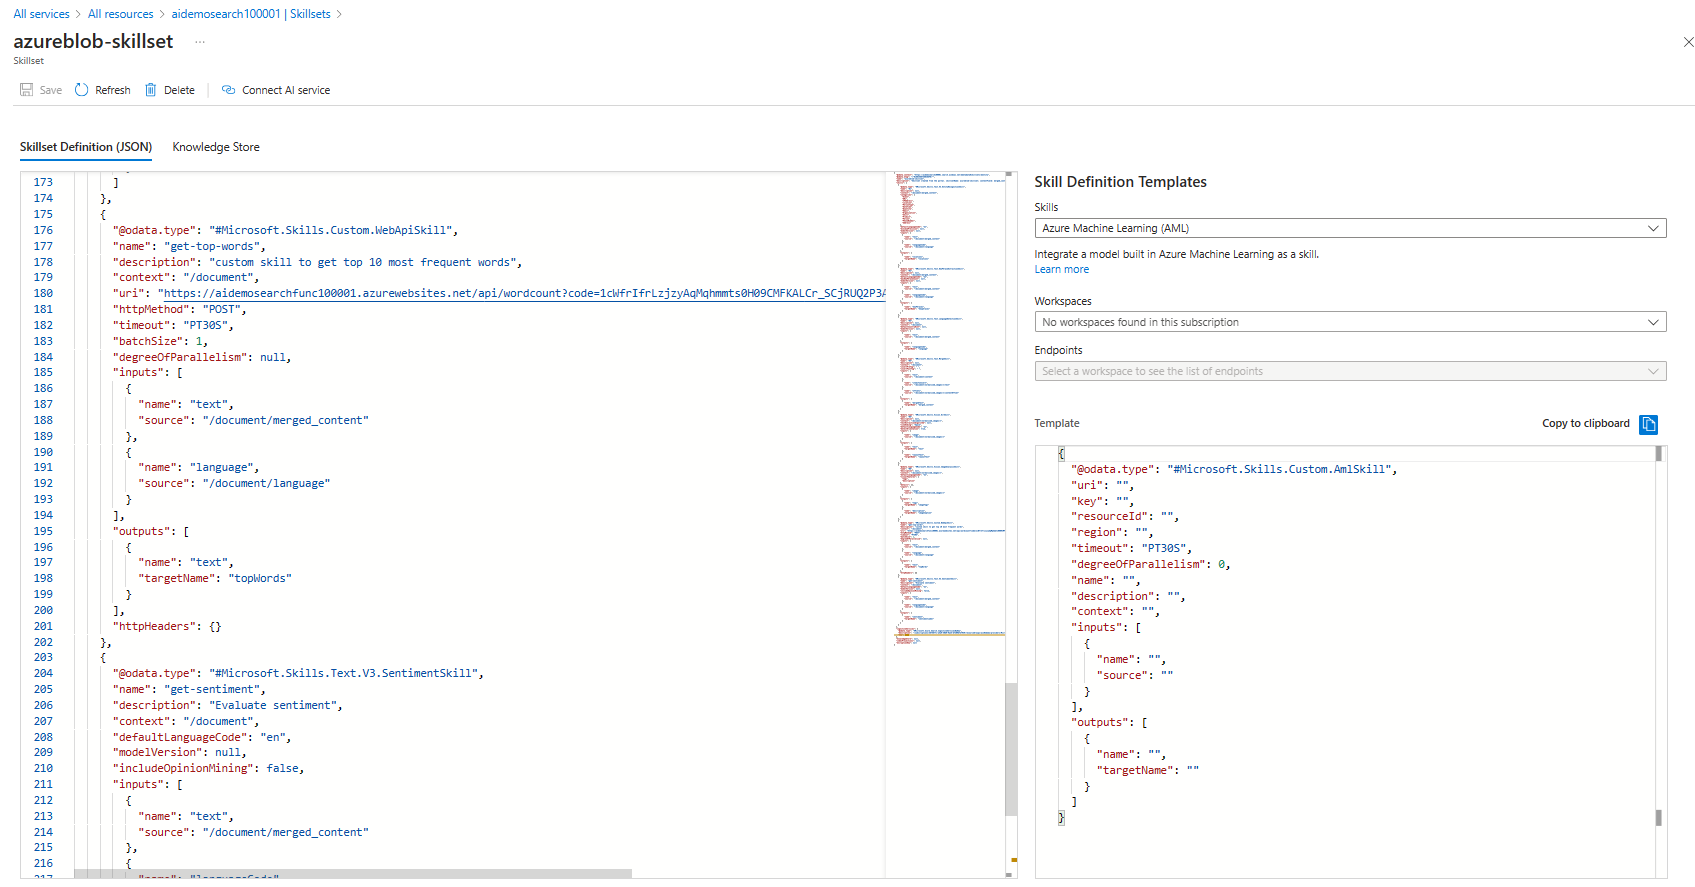 All services > All resources > aidemosearch100001 | Skillsets >
azureblob-skillset ...
Skillset
Save Refresh Delete Connect AI service
Skillset Definition (JSON) Knowledge Store
173 ]
174 },
175 {
176 "@odata.type": "#Microsoft.Skills.Custom.WebApiSkill",
177 "name": "get-top-words",
178 "description": "custom skill to get top 10 most frequent words",
179 "context": "/document",
180 "uri": "https://aidemosearchfunc100001.azurewebsites.net/api/wordcount?code=1cWfrIfrLzjzyAqMqhmmts0H09CMFKALCr_SCjRUQ2P3A
181 "httpMethod": "POST",
182 "timeout": "PT30S",
183 "batchSize": 1,
184 "degreeOfParallelism": null,
185 "inputs": [
186 {
187 "name": "text",
188 "source": "/document/merged_content"
189 },
190 {
191 "name": "language",
192 "source": "/document/language"
193 }
194 ],
195 "outputs": [
196 {
197 "name": "text",
198 "targetName": "topWords"
199 }
200 ],
201 "httpHeaders": {}
202 },
203 {
204 "@odata.type": "#Microsoft.Skills.Text.V3.SentimentSkill",
205 "name": "get-sentiment",
206 "description": "Evaluate sentiment",
207 "context": "/document",
208 "defaultLanguageCode": "en",
209 "modelVersion": null,
210 "includeOpinionMining": false,
211 "inputs": [
212 {
213 "name": "text",
214 "source": "/document/merged_content"
215 },
216 {
217 "name": "languageCode"
Skill Definition Templates
Skills
Azure Machine Learning (AML)
Integrate a model built in Azure Machine Learning as a skill.
Learn more
Workspaces
No workspaces found in this subscription
Endpoints
Select a workspace to see the list of endpoints
Template Copy to clipboard
{
"@odata.type": "#Microsoft.Skills.Custom.AmlSkill",
"uri": "",
"key": "",
"resourceId": "",
"region": "",
"timeout": "PT30S",
"degreeOfParallelism": 0,
"name": "",
"description": "",
"context": "",
"inputs": [
{
"name": "",
"source": ""
}
],
"outputs": [
{
"name": "",
"targetName": ""
}
]
}